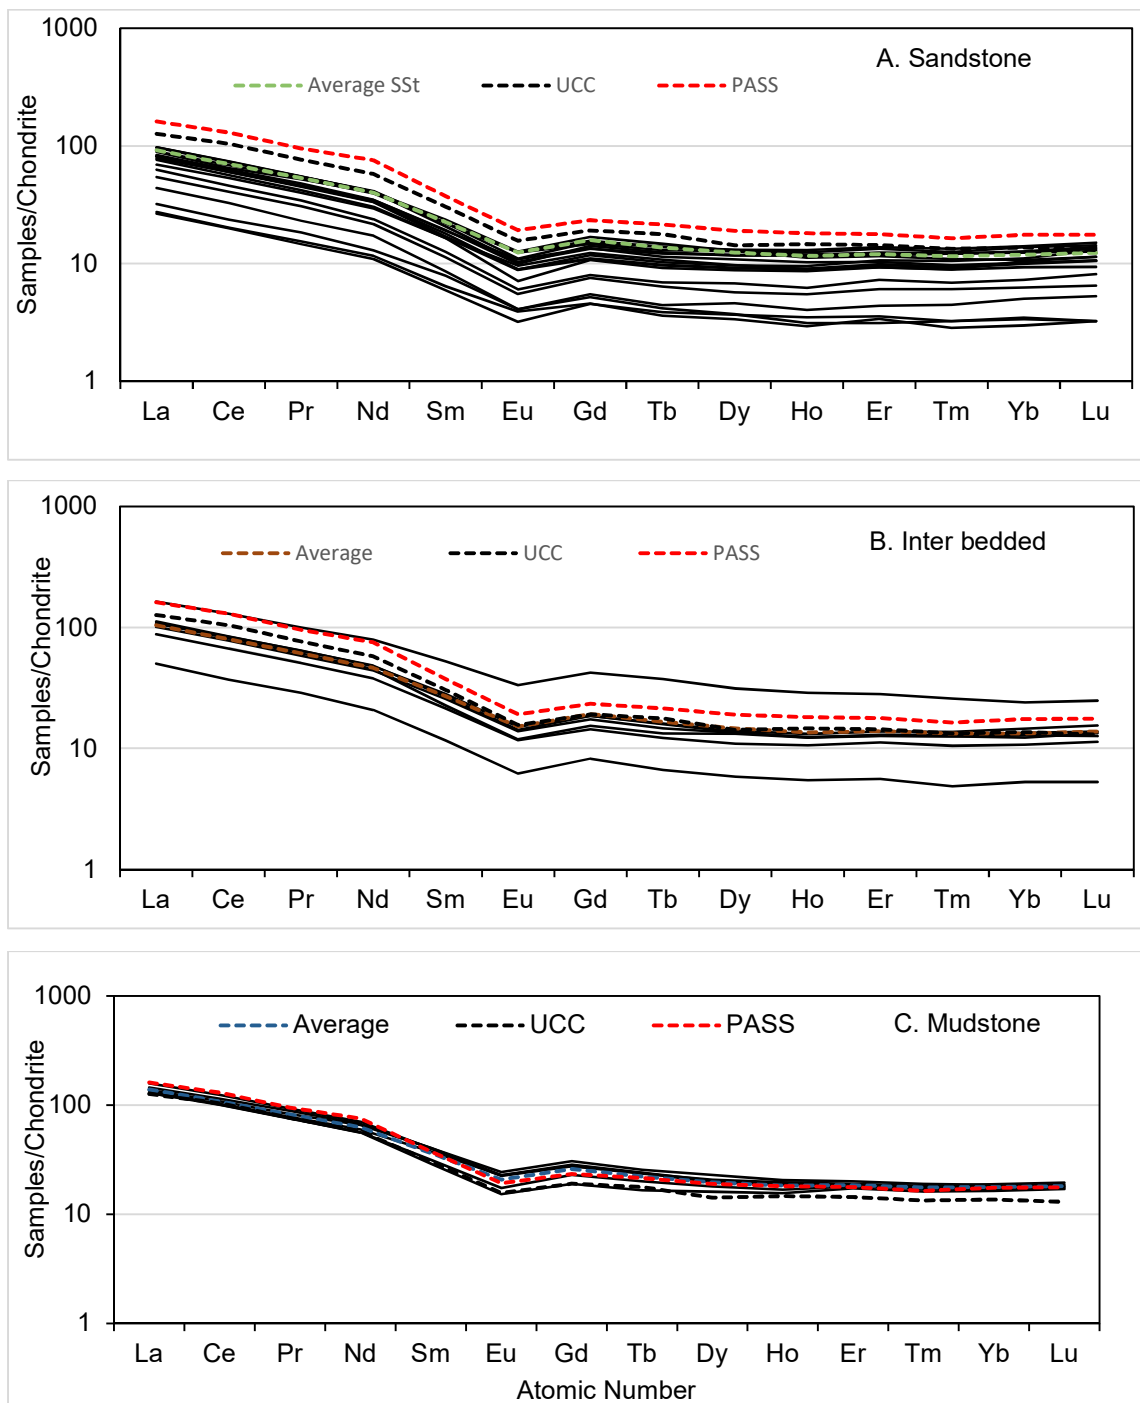 1000
A. Sandstone
Average SSt UCC PASS
100
10
1
Samples/Chondrite
La Ce Pr Nd Sm Eu Gd Tb Dy Ho Er Tm Yb Lu
1000
B. Inter bedded
Average UCC PASS
100
10
1
Samples/Chondrite
La Ce Pr Nd Sm Eu Gd Tb Dy Ho Er Tm Yb Lu
1000
Average UCC PASS C. Mudstone
100
10
1
Samples/Chondrite
La Ce Pr Nd Sm Eu Gd Tb Dy Ho Er Tm Yb Lu
Atomic Number